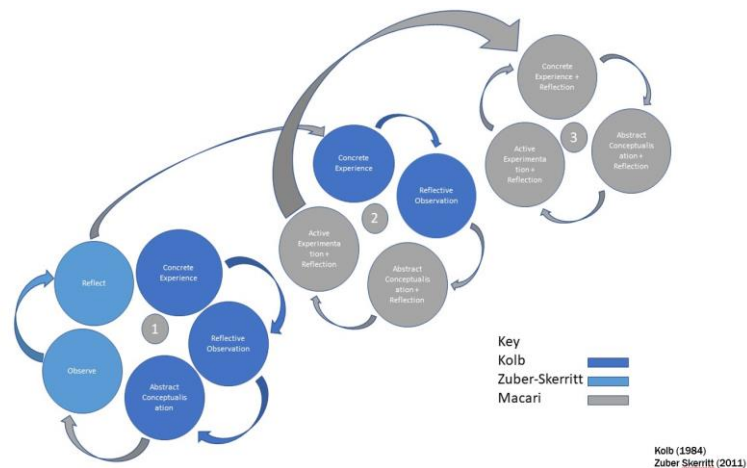 Concrete
Experience +
Reflection
3
Active
Experimenta
tion+
Reflection
Abstract
Conceptualis
ation +
Reflection
Concrete
Experience
Reflective
Observation
2
Active
Experimenta
tion+
Reflection
Abstract
Conceptualis
ation+
Reflection
Reflect
Concrete
Experience
1
Reflective
Observation
Observe
Abstract
Conceptualis
ation
Key
Kolb
Zuber-Skerritt
Macari
Kolb (1984)
Zuber Skerritt (2011)